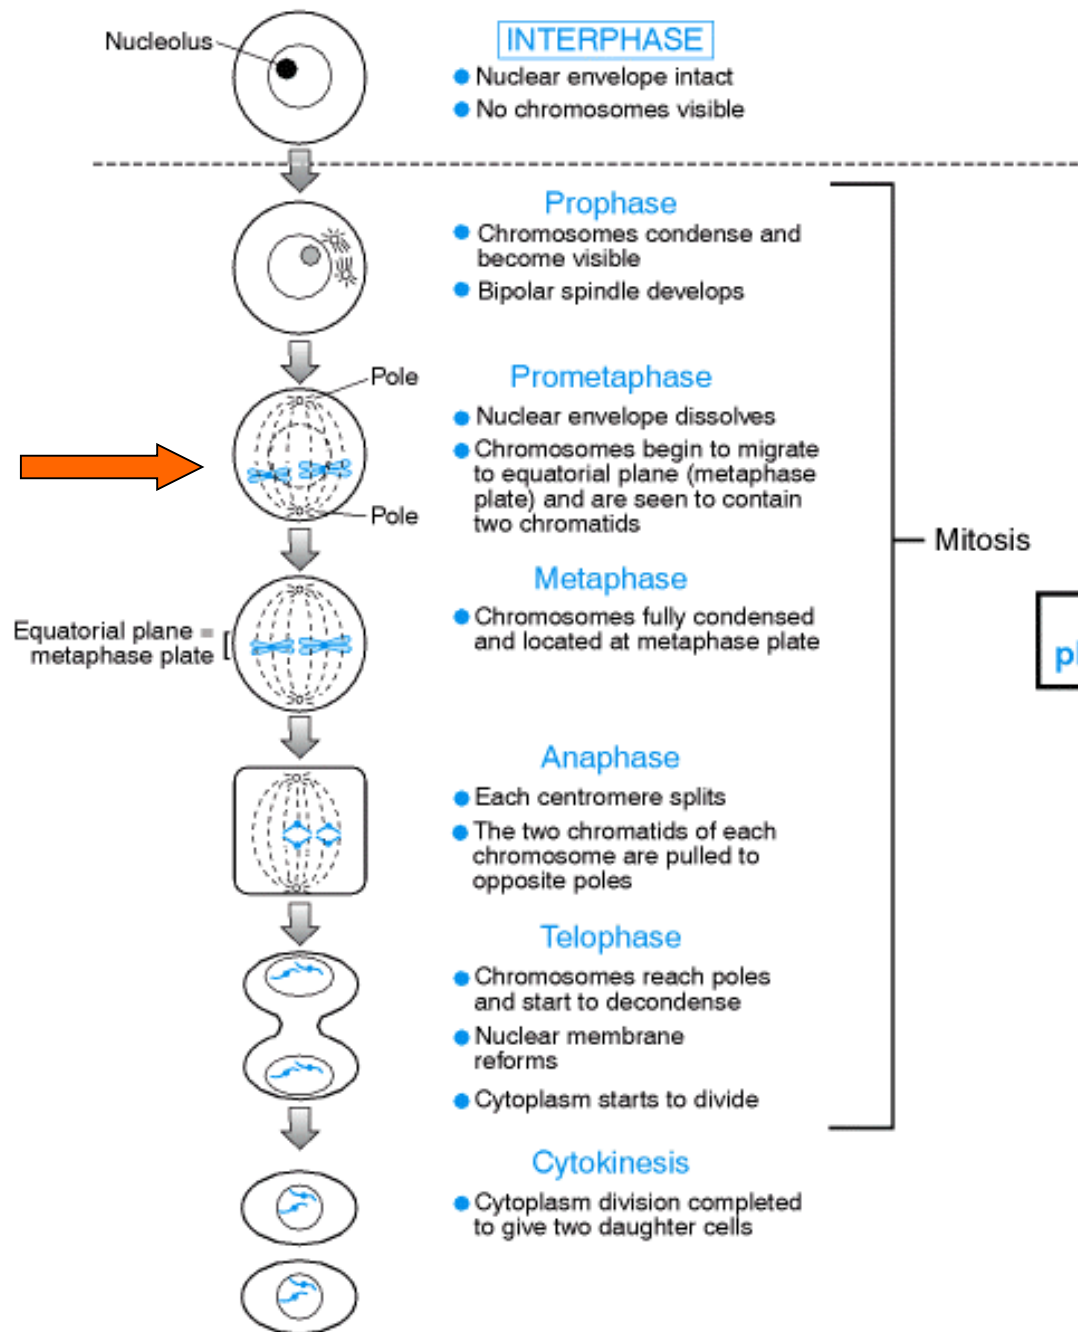 Nucleolus
INTERPHASE
Nuclear envelope intact
No chromosomes visible
Prophase
Chromosomes condense and
become visible
Bipolar spindle develops
Pole
Prometaphase
Nuclear envelope dissolves
Chromosomes begin to migrate
to equatorial plane (metaphase
plate) and are seen to contain
two chromatids
Pole
Mitosis
Metaphase
Chromosomes fully condensed
and located at metaphase plate
Equatorial plane =
metaphase plate
Anaphase
Each centromere splits
The two chromatids of each
chromosome are pulled to
opposite poles
Telophase
Chromosomes reach poles
and start to decondense
Nuclear membrane
reforms
Cytoplasm starts to divide
Cytokinesis
Cytoplasm division completed
to give two daughter cells